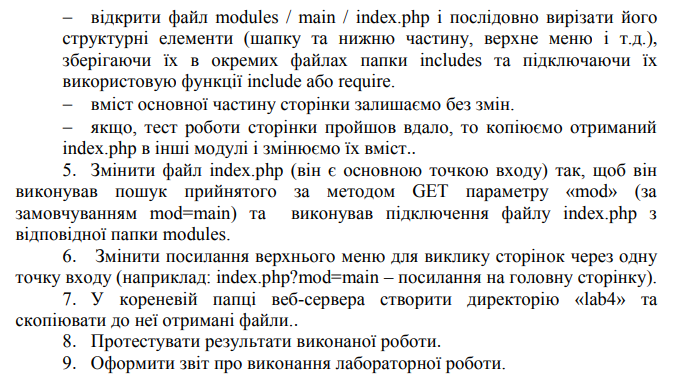 – відкрити файл modules / main / index.php і послідовно вирізати його
структурні елементи (шапку та нижню частину, верхнє меню і т.д.),
зберігаючи їх в окремих файлах папки includes та підключаючи їх
використовую функції include або require.
– вміст основної частину сторінки залишаємо без змін.
– якщо, тест роботи сторінки пройшов вдало, то копіюємо отриманий
index.php в інші модулі і змінюємо їх вміст..
5. Змінити файл index.php (він є основною точкою входу) так, щоб він
виконував пошук прийнятого за методом GET параметру «mod» (за
замовчуванням mod=main) та виконував підключення файлу index.php з
відповідної папки modules.
6. Змінити посилання верхнього меню для виклику сторінок через одну
точку входу (наприклад: index.php?mod=main – посилання на головну сторінку).
7. У кореневій папці веб-сервера створити директорію «lab4» та
скопіювати до неї отримані файли..
8. Протестувати результати виконаної роботи.
9. Оформити звіт про виконання лабораторної роботи.